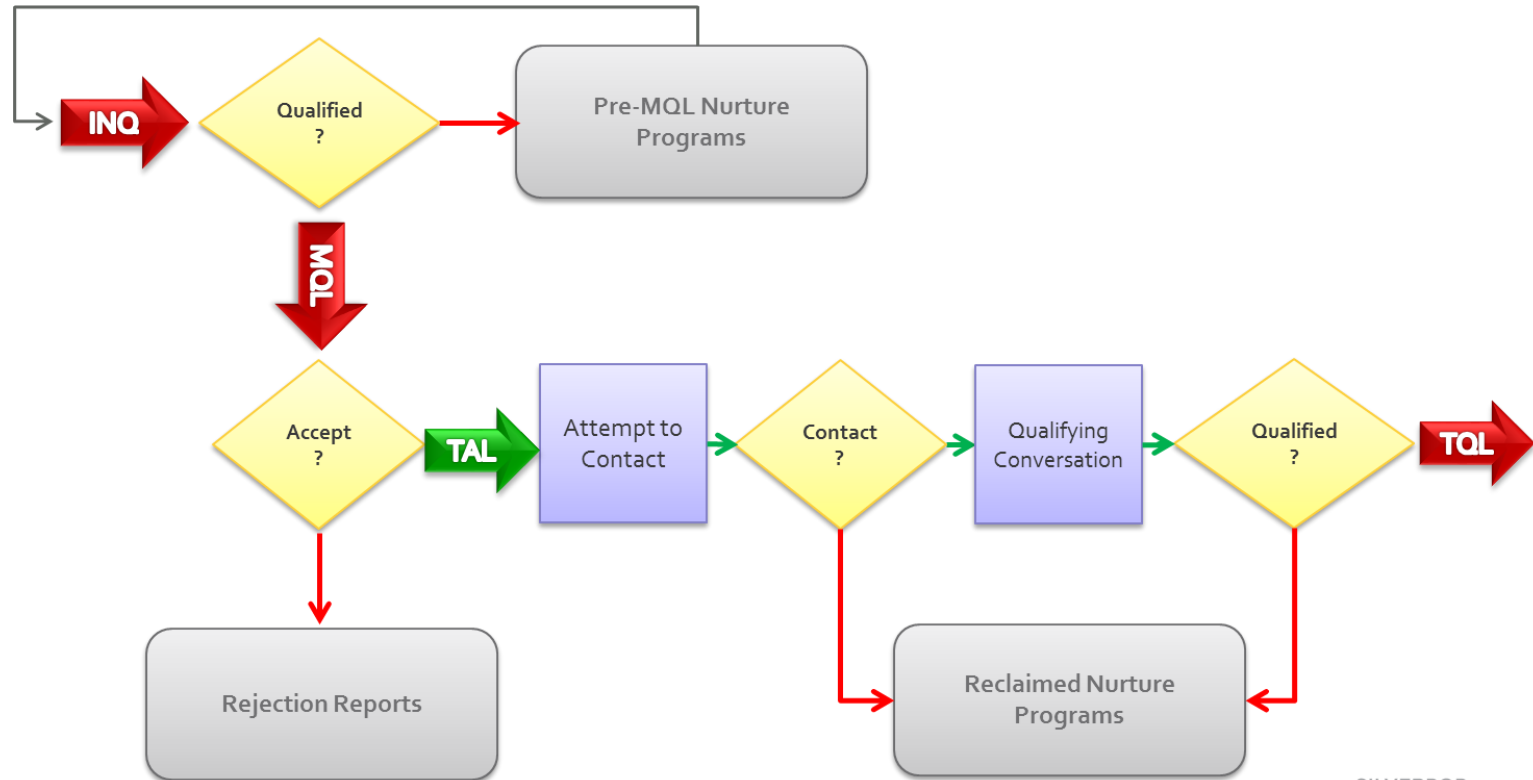 INQ
Qualified
?
Pre-MQL Nurture
Programs
MQL
Accept
?
TAL
Attempt to
Contact
Contact
?
Qualifying
Conversation
Qualified
?
TQL
Rejection Reports
Reclaimed Nurture
Programs